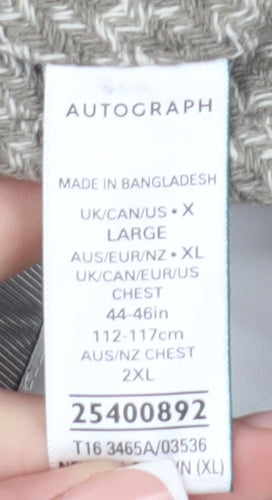 AUTOGRAPH
MADE IN BANGLADESH
UK/CAN/US • X
LARGE
AUS/EUR/NZ • XL
UK/CAN/EUR/US
CHEST
44-46in
112-117cm
AUS/NZ CHEST
2XL
25400892
T16 3465A/03536
(XL)